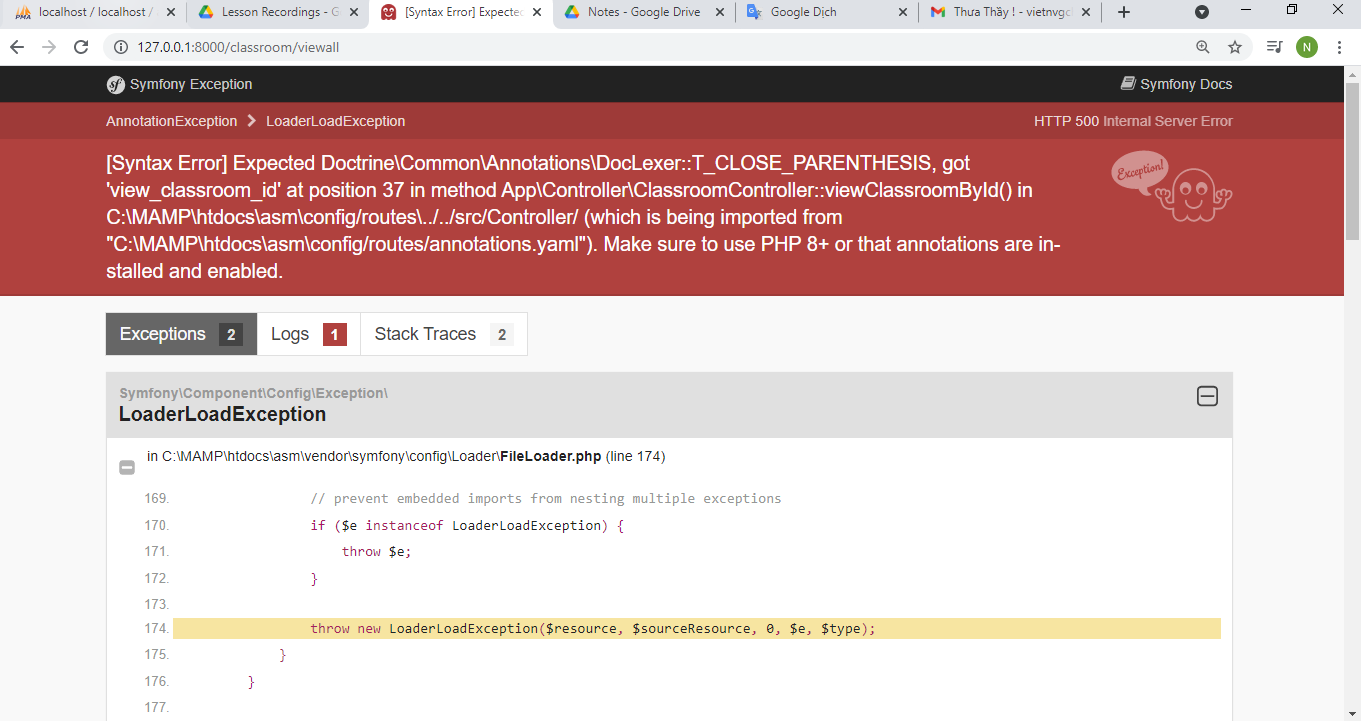 localhost / localhost /
Lesson Recordings - G
[Syntax Error] Expected
Notes - Google Drive
Google Dịch
Thưa Thầy ! - vietnvgc
127.0.0.1:8000/classroom/viewall
N
Symfony Exception
Symfony Docs
AnnotationException
LoaderLoadException
HTTP 500 Internal Server Error
[Syntax Error] Expected Doctrine\Common\Annotations\DocLexer::T_CLOSE_PARENTHESIS, got
'view_classroom_id' at position 37 in method App\Controller\ClassroomController::viewClassroomById() in
C:\MAMP\htdocs\asm\config/routes\../../src/Controller/ (which is being imported from
"C:\MAMP\htdocs\asm\config/routes/annotations.yaml"). Make sure to use PHP 8+ or that annotations are in-
stalled and enabled.
Exception!
Exceptions 2
Logs 1
Stack Traces 2
Symfony\Component\Config\Exception\
LoaderLoadException
in C:\MAMP\htdocs\asm\vendor\symfony\config\Loader\FileLoader.php (line 174)
169. // prevent embedded imports from nesting multiple exceptions
170. if ($e instanceof LoaderLoadException) {
171. throw $e;
172. }
173.
174. throw new LoaderLoadException($resource, $sourceResource, 0, $e, $type);
175. }
176. }
177.